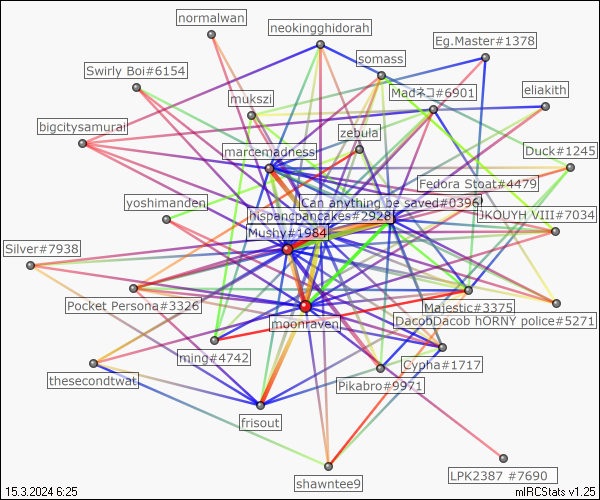 normalwan
neokingghidorah
Eg.Master#1378
somass
Swirly Boi#6154
Madネコ#6901
eliakith
mukszi
bigcitysamurai
zebula
marcemadness
Duck#1245
Fedora Stoat#4479
Can anything be saved#0396
yoshimanden
hispancpancakes#2928
JKOUYH VIII#7034
Mushy#1984
Silver#7938
Pocket Persona#3326
Majestic#3375
moonraven
DacobDacob hORNY police#5271
ming#4742
Cypha#1717
thesecondtwat
Pikabro#9971
frisout
LPK2387 #7690
shawntee9
15.3.2024 6:25
mIRCStats v1.25